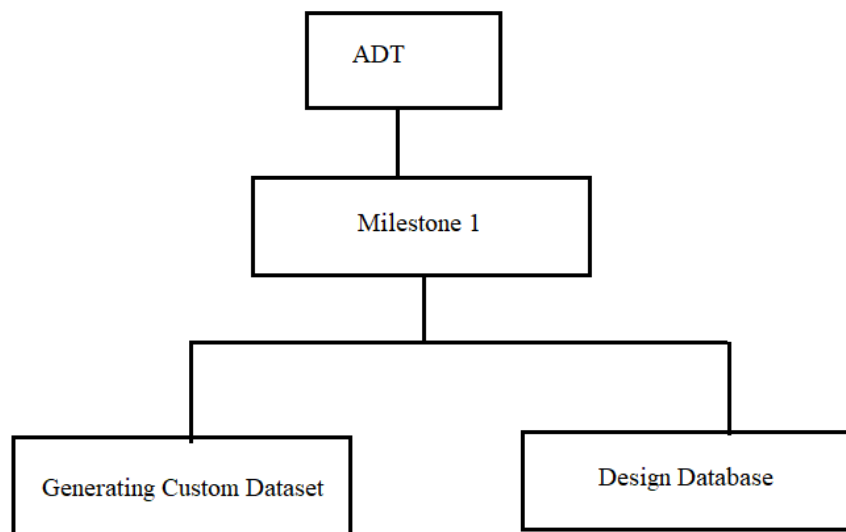 ADT
Milestone 1
Generating Custom Dataset
Design Database